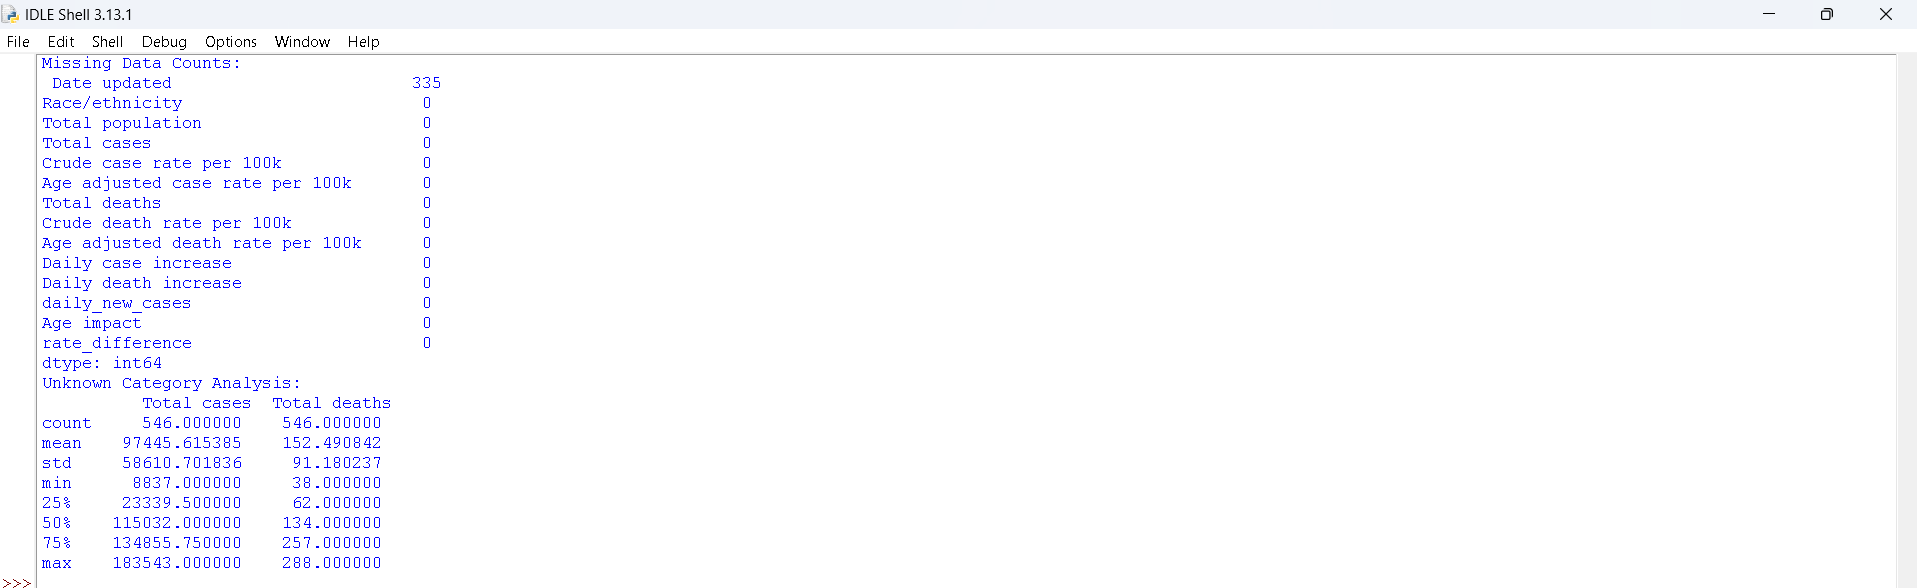 IDLE Shell 3.13.1
File Edit Shell Debug Options Window Help
Missing Data Counts:
Date updated 335
Race/ethnicity 0
Total population 0
Total cases 0
Crude case rate per 100k 0
Age adjusted case rate per 100k 0
Total deaths 0
Crude death rate per 100k 0
Age adjusted death rate per 100k 0
Daily case increase 0
Daily death increase 0
daily_new_cases 0
Age impact 0
rate_difference 0
dtype: int64
Unknown Category Analysis:
Total cases Total deaths
count 546.000000 546.000000
mean 97445.615385 152.490842
std 58610.701836 91.180237
min 8837.000000 38.000000
25% 23339.500000 62.000000
50% 115032.000000 134.000000
75% 134855.750000 257.000000
max 183543.000000 288.000000
>>>